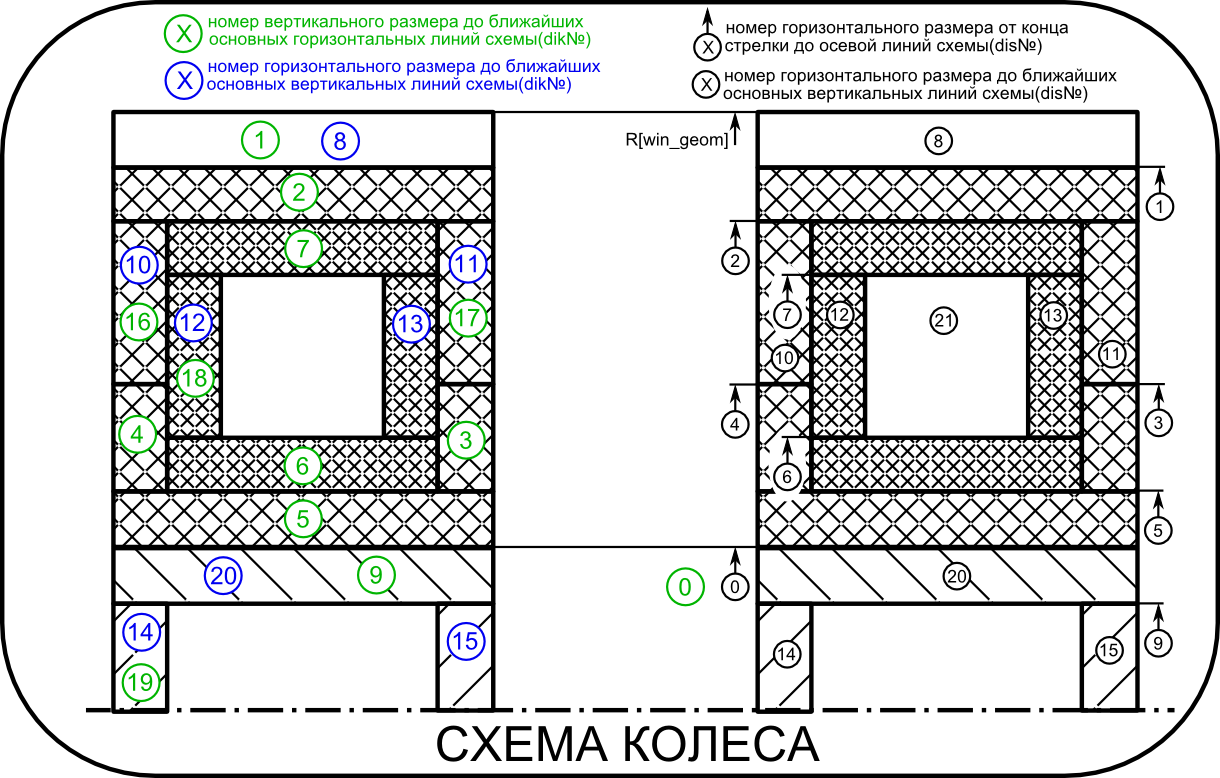 X номер вертикального размера до ближайших
основных горизонтальных линий схемы(dik№)
X номер горизонтального размера до ближайших
основных вертикальных линий схемы(dik№)
X номер горизонтального размера от конца
стрелки до осевой линий схемы(dis№)
X номер горизонтального размера до ближайших
основных вертикальных линий схемы(dis№)
1 8
2
7
10 11
16 12 13 17
18
4 3
6
5
20 9
14 15
19
R[win_geom]
0
8
1
2
7 12 21 13
10 11
4 3
6
5
0 20
14 15 9
СХЕМА КОЛЕСА